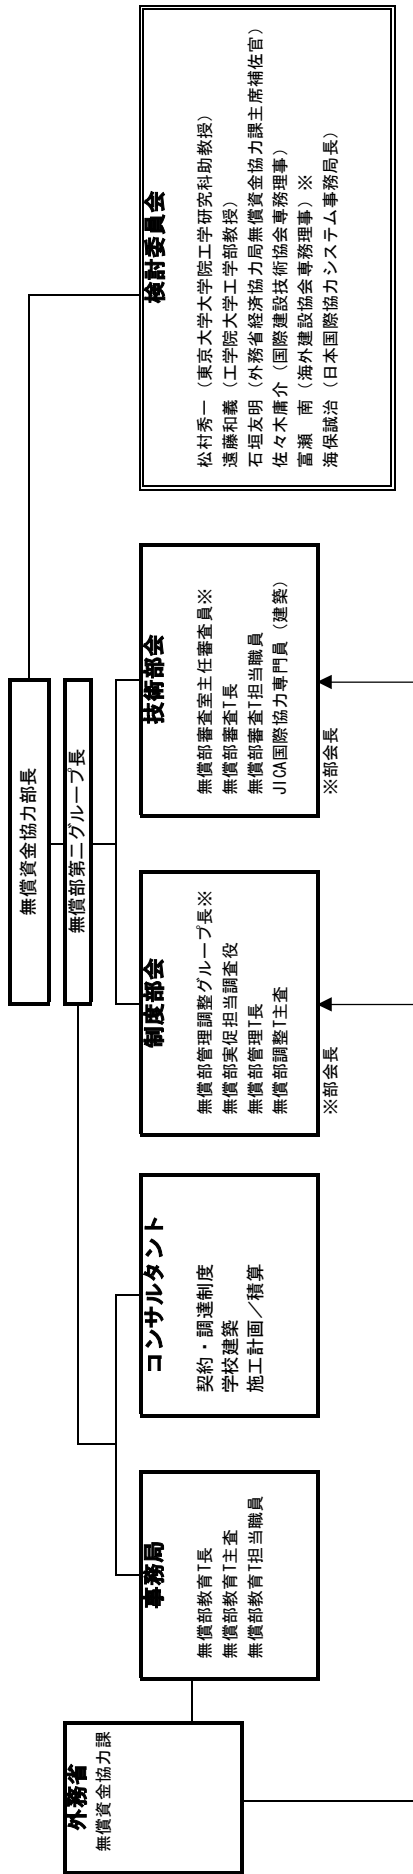 無償資金協力部長
無償部第二グループ長
外務省
無償資金協力課
事務局
無償部教育T長
無償部教育T主査
無償部教育T担当職員
コンサルタント
契約・調達制度
学校建築
施工計画／積算
制度部会
無償部管理調整グループ長※
無償部実促担当調査役
無償部管理T長
無償部調整T主査
※部会長
技術部会
無償部審査室主任審査員※
無償部審査T長
無償部審査T担当職員
JICA国際協力専門員（建築）
※部会長
検討委員会
松村秀一（東京大学大学院工学研究科助教授）
遠藤和義（工学院大学工学部教授）
石垣友明（外務省経済協力局無償資金協力課主席補佐官）
佐々木庸介（国際建設技術協会専務理事）
富瀬　南（海外建設協会専務理事）※
海保誠治（日本国際協力システム事務局長）